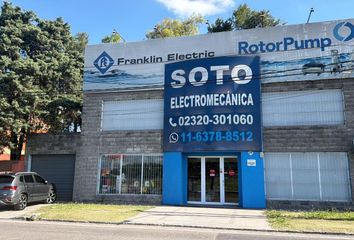 Franklin Electric
RotorPump
SOTO
ELECTROMECÁNICA
02320-301060
11-6378-8512